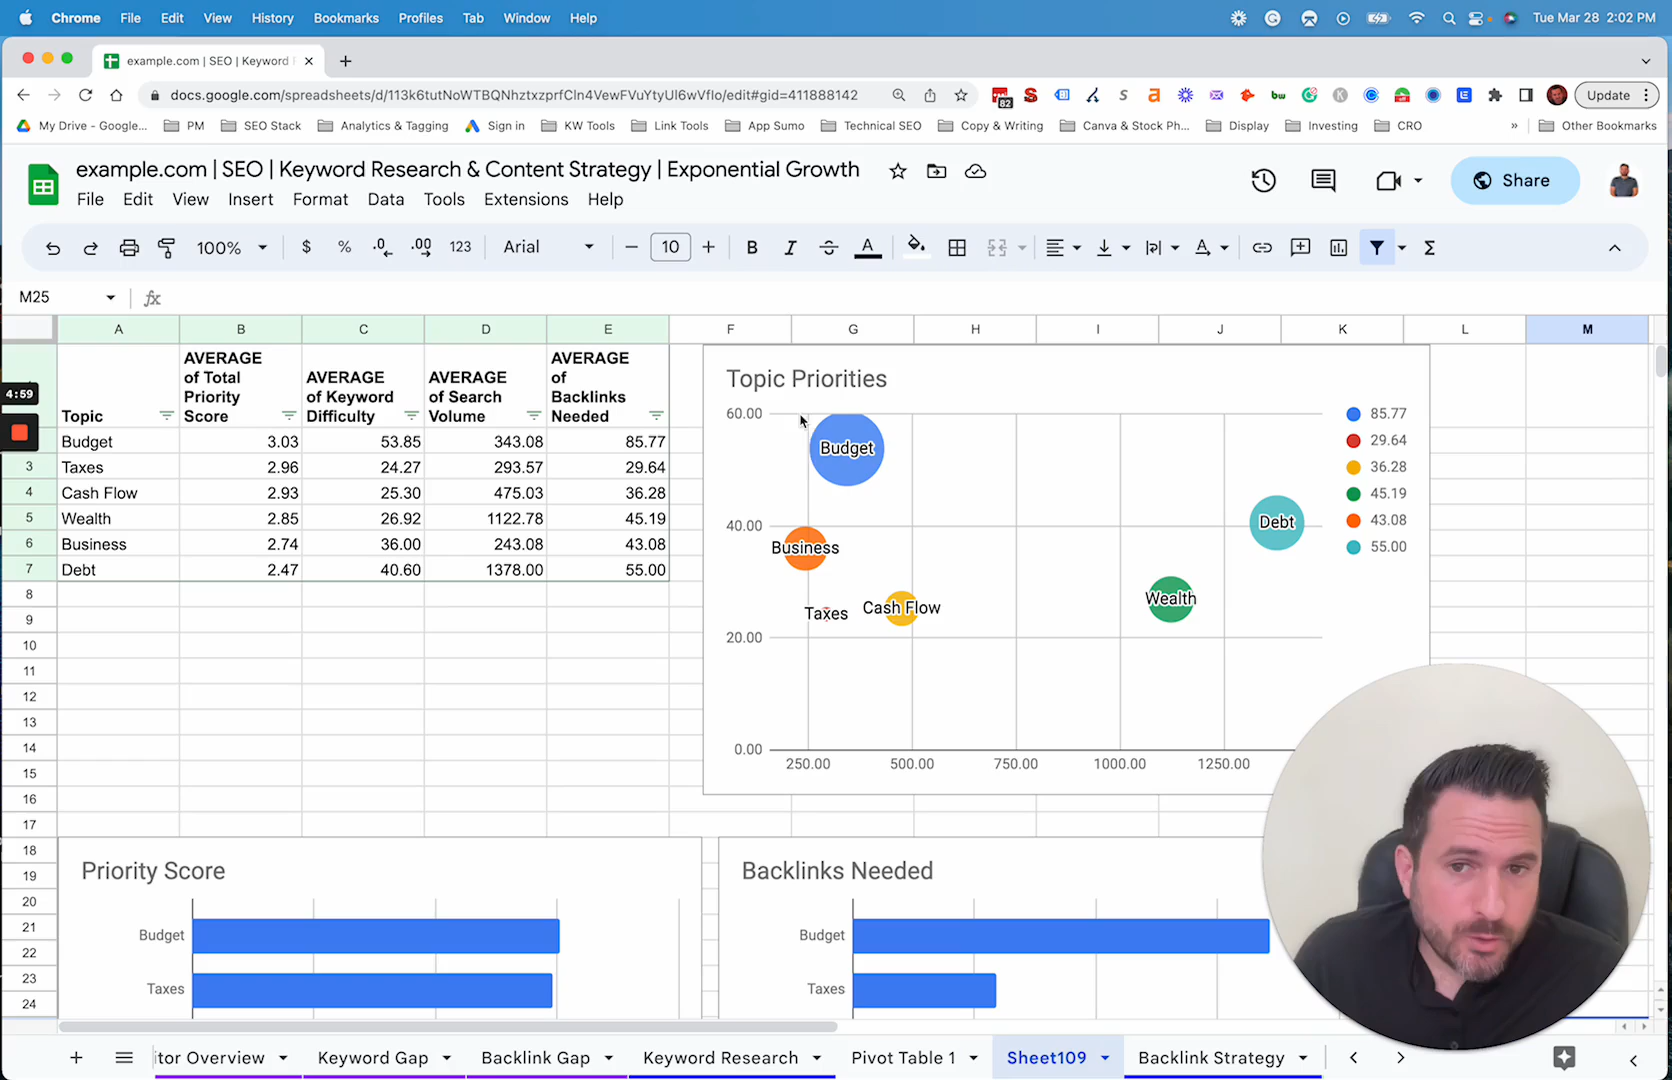 Chrome File Edit View History Bookmarks Profiles Tab Window Help Tue Mar 28 2:02 PM
example.com | SEO | Keyword
docs.google.com/spreadsheets/d/113k6tutNoWTBQNhztxzprfCln4VewFVuYtyUl6wVfIo/edit#gid=411888142 82 bw Update
My Drive - Google... PM SEO Stack Analytics & Tagging Sign in KW Tools Link Tools App Sumo Technical SEO Copy & Writing Canva & Stock Ph... Display Investing CRO » Other Bookmarks
example.com | SEO | Keyword Research & Content Strategy | Exponential Growth
File Edit View Insert Format Data Tools Extensions Help
Share
100% $ % .0 .00 123 Arial 10 B I A Σ
M25 fx
A B C D E F G H I J K L M
4:59
Topic
AVERAGE
of Total
Priority
Score
AVERAGE
of Keyword
Difficulty
AVERAGE
of Search
Volume
AVERAGE
of
Backlinks
Needed
Budget 3.03 53.85 343.08 85.77
3 Taxes 2.96 24.27 293.57 29.64
4 Cash Flow 2.93 25.30 475.03 36.28
5 Wealth 2.85 26.92 1122.78 45.19
6 Business 2.74 36.00 243.08 43.08
7 Debt 2.47 40.60 1378.00 55.00
8
9
10
11
12
13
14
15
16
17
18
19
20
21
22
23
24
Topic Priorities
60.00
40.00
20.00
0.00
Budget
Debt
Business
Wealth
Taxes
Cash Flow
250.00 500.00 750.00 1000.00 1250.00
85.77
29.64
36.28
45.19
43.08
55.00
Priority Score
Budget
Taxes
Backlinks Needed
Budget
Taxes
itor Overview Keyword Gap Backlink Gap Keyword Research Pivot Table 1 Sheet109 Backlink Strategy